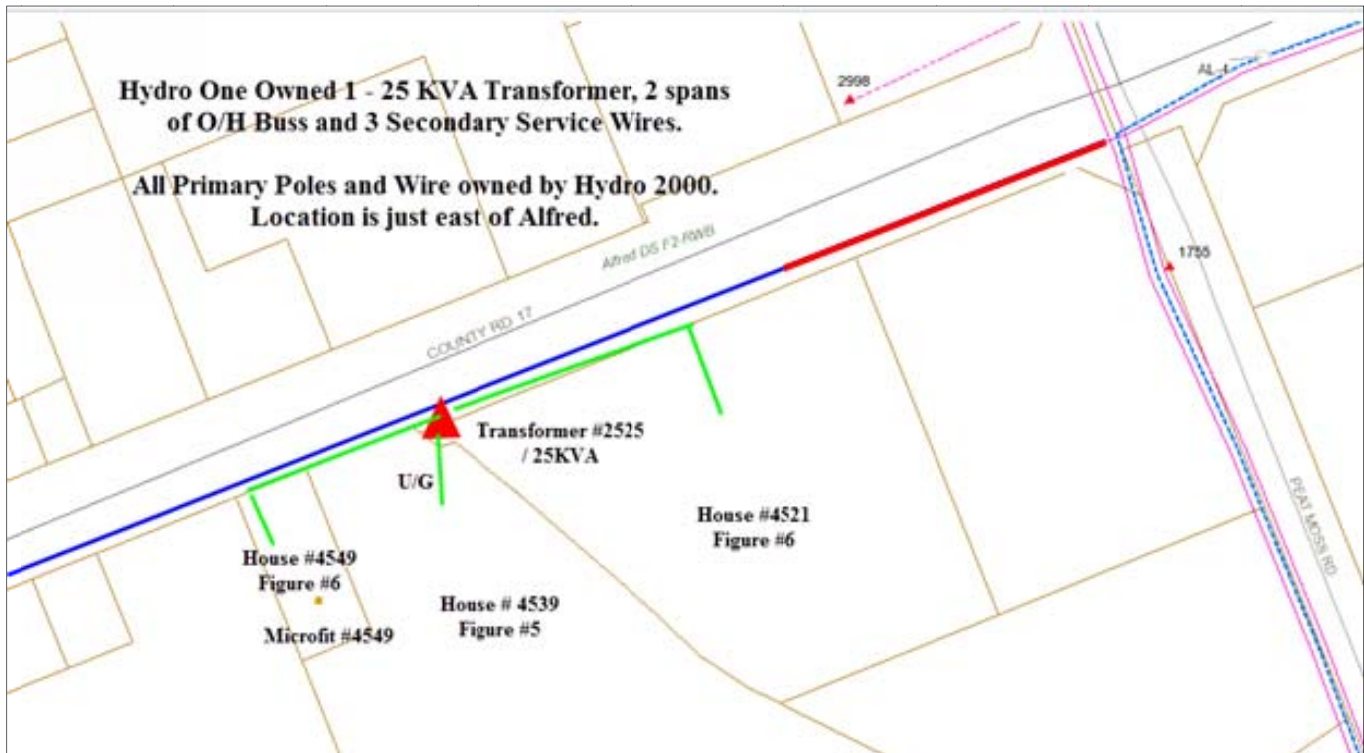 Hydro One Owned 1 - 25 KVA Transformer, 2 spans
of O/H Buss and 3 Secondary Service Wires.
All Primary Poles and Wire owned by Hydro 2000.
Location is just east of Alfred.
2998
AL-4
Alfred DS F2-RWB
1755
COUNTY RD 17
Transformer #2525
/ 25KVA
U/G
House #4521
Figure #6
PEAT MOSS RD
House #4549
Figure #6
Microfit #4549
House # 4539
Figure #5